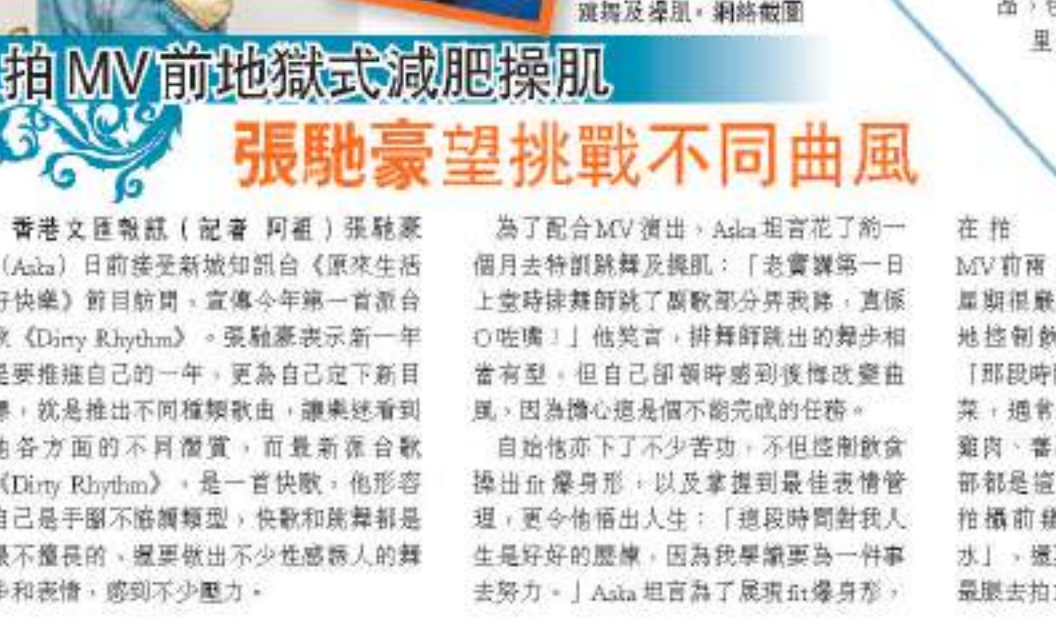 跳舞及操肌。網絡截圖
品，
里
拍MV前地獄式減肥操肌
張馳豪望挑戰不同曲風
香港文匯報訊（記者 阿祖）張馳豪
（Aska）日前接受新城知訊台《原來生活
好快樂》節目訪問，宣傳今年第一首派台
歌《Dirty Rhythm》。張馳豪表示新一年
是要推進自己的一年，更為自己定下新目
標，就是推出不同種類歌曲，讓樂迷看到
他各方面的不同潛質，而最新派台歌
《Dirty Rhythm》，是一首快歌，他形容
自己是手腳不協調類型，快歌和跳舞都是
最不擅長的，還要做出不少性感誘人的舞
步和表情，感到不少壓力。
為了配合MV演出，Aska坦言花了約一
個月去特訓跳舞及操肌：「老實講第一日
上堂時排舞師跳了副歌部分畀我睇，真係
O咗嘴！」他笑言，排舞師跳出的舞步相
當有型，但自己卻頓時感到後悔改變曲
風，因為擔心這是個不能完成的任務。
自始他亦下了不少苦功，不但控制飲食
操出fit爆身形，以及掌握到最佳表情管
理，更令他悟出人生：「這段時間對我人
生是好好的歷練，因為我學識要為一件事
去努力。」Aska坦言為了展現fit爆身形，
在拍
MV前兩
星期很嚴
地控制飲
「那段時間
菜，通常
雞肉、蕃
部都是這
拍攝前
水」，還
最眼去拍